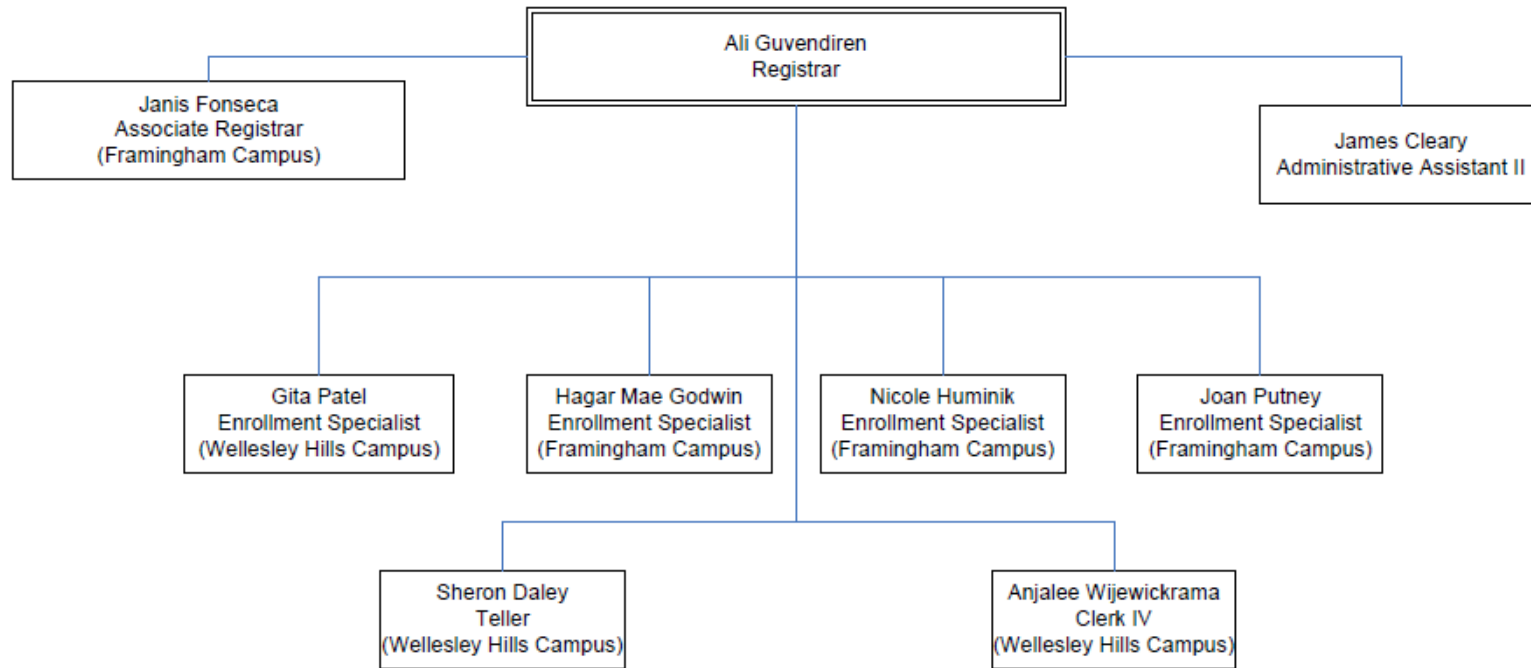 Ali Guvendiren
Registrar
Janis Fonseca
Associate Registrar
(Framingham Campus)
James Cleary
Administrative Assistant II
Gita Patel
Enrollment Specialist
(Wellesley Hills Campus)
Hagar Mae Godwin
Enrollment Specialist
(Framingham Campus)
Nicole Huminik
Enrollment Specialist
(Framingham Campus)
Joan Putney
Enrollment Specialist
(Framingham Campus)
Sheron Daley
Teller
(Wellesley Hills Campus)
Anjalee Wijewickrama
Clerk IV
(Wellesley Hills Campus)